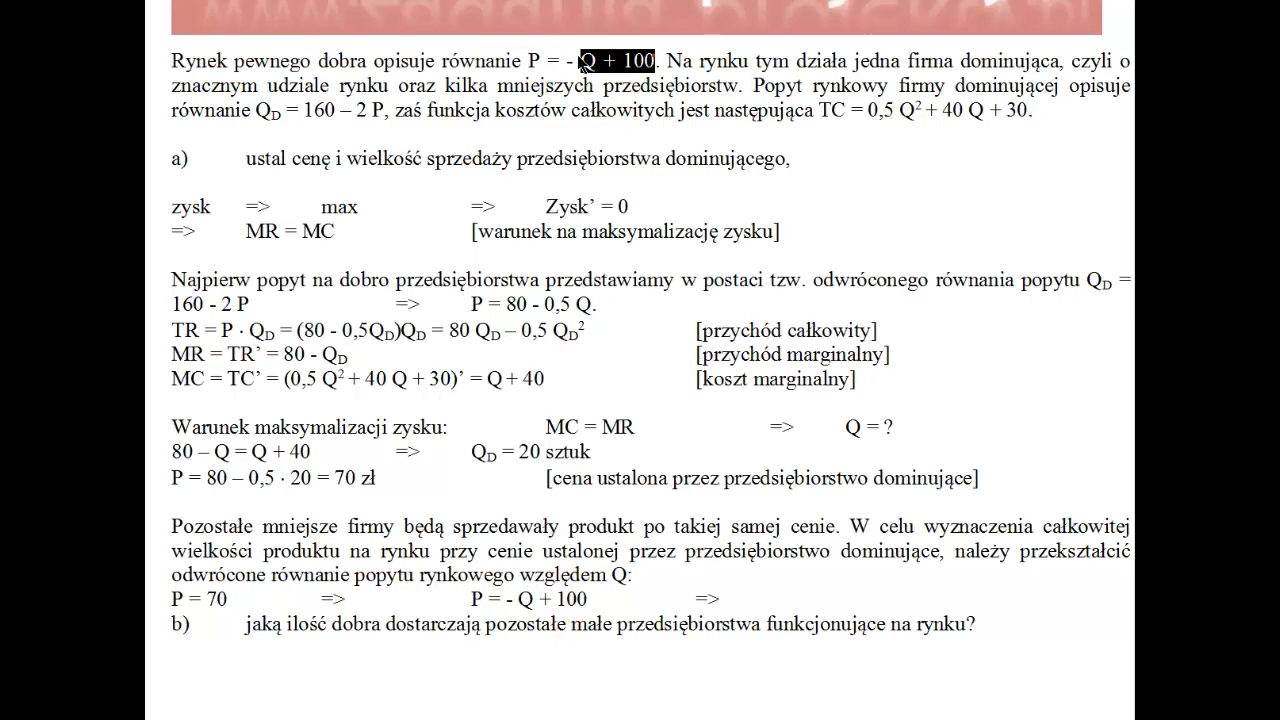 Rynek pewnego dobra opisuje równanie P = - Q + 100. Na rynku tym działa jedna firma dominująca, czyli o
znacznym udziale rynku oraz kilka mniejszych przedsiębiorstw. Popyt rynkowy firmy dominującej opisuje
równanie QD = 160 – 2 P, zaś funkcja kosztów całkowitych jest następująca TC = 0,5 Q² + 40 Q + 30.
a) ustal cenę i wielkość sprzedaży przedsiębiorstwa dominującego,
zysk => max => Zysk’ = 0
=> MR = MC [warunek na maksymalizację zysku]
Najpierw popyt na dobro przedsiębiorstwa przedstawiamy w postaci tzw. odwróconego równania popytu QD =
160 - 2 P => P = 80 - 0,5 Q.
TR = P · QD = (80 - 0,5QD)QD = 80 QD – 0,5 QD² [przychód całkowity]
MR = TR’ = 80 - QD [przychód marginalny]
MC = TC’ = (0,5 Q² + 40 Q + 30)’ = Q + 40 [koszt marginalny]
Warunek maksymalizacji zysku: MC = MR => Q = ?
80 – Q = Q + 40 => QD = 20 sztuk
P = 80 – 0,5 · 20 = 70 zł [cena ustalona przez przedsiębiorstwo dominujące]
Pozostałe mniejsze firmy będą sprzedawały produkt po takiej samej cenie. W celu wyznaczenia całkowitej
wielkości produktu na rynku przy cenie ustalonej przez przedsiębiorstwo dominujące, należy przekształcić
odwrócone równanie popytu rynkowego względem Q:
P = 70 => P = - Q + 100 =>
b) jaką ilość dobra dostarczają pozostałe małe przedsiębiorstwa funkcjonujące na rynku?